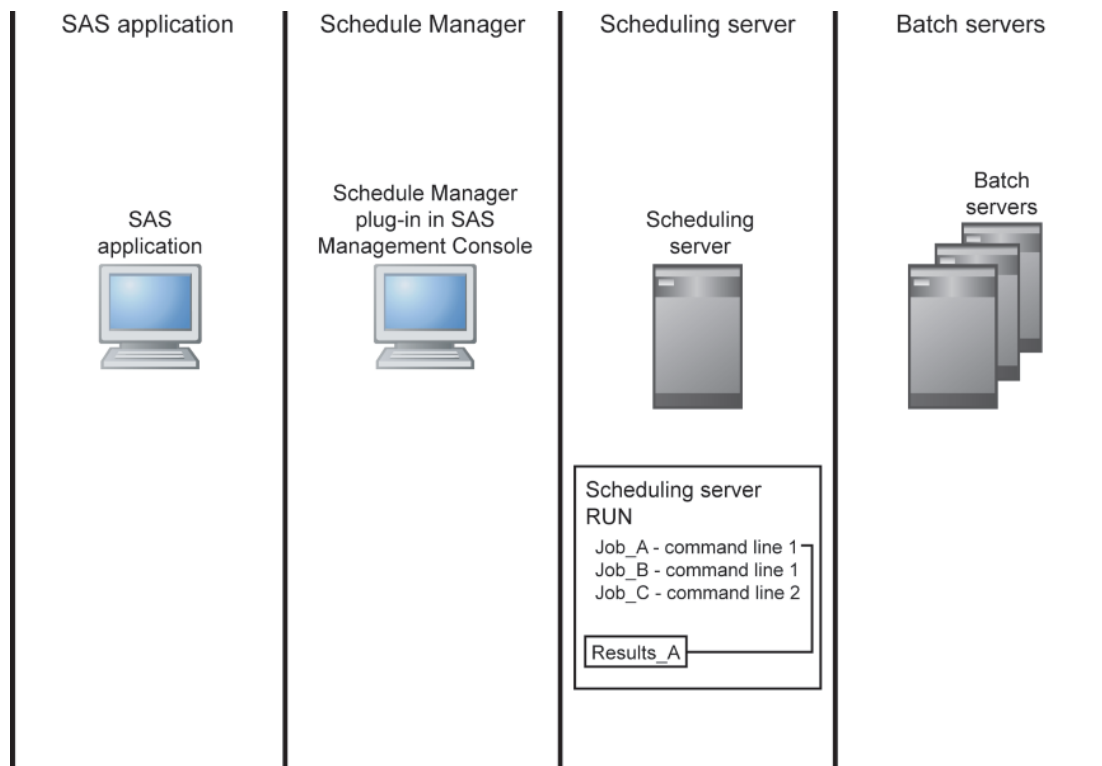 SAS application
Schedule Manager
Scheduling server
Batch servers
SAS
application
Schedule Manager
plug-in in SAS
Management Console
Scheduling
server
Batch
servers
Scheduling server
RUN
Job_A - command line 1
Job_B - command line 1
Job_C - command line 2
Results_A